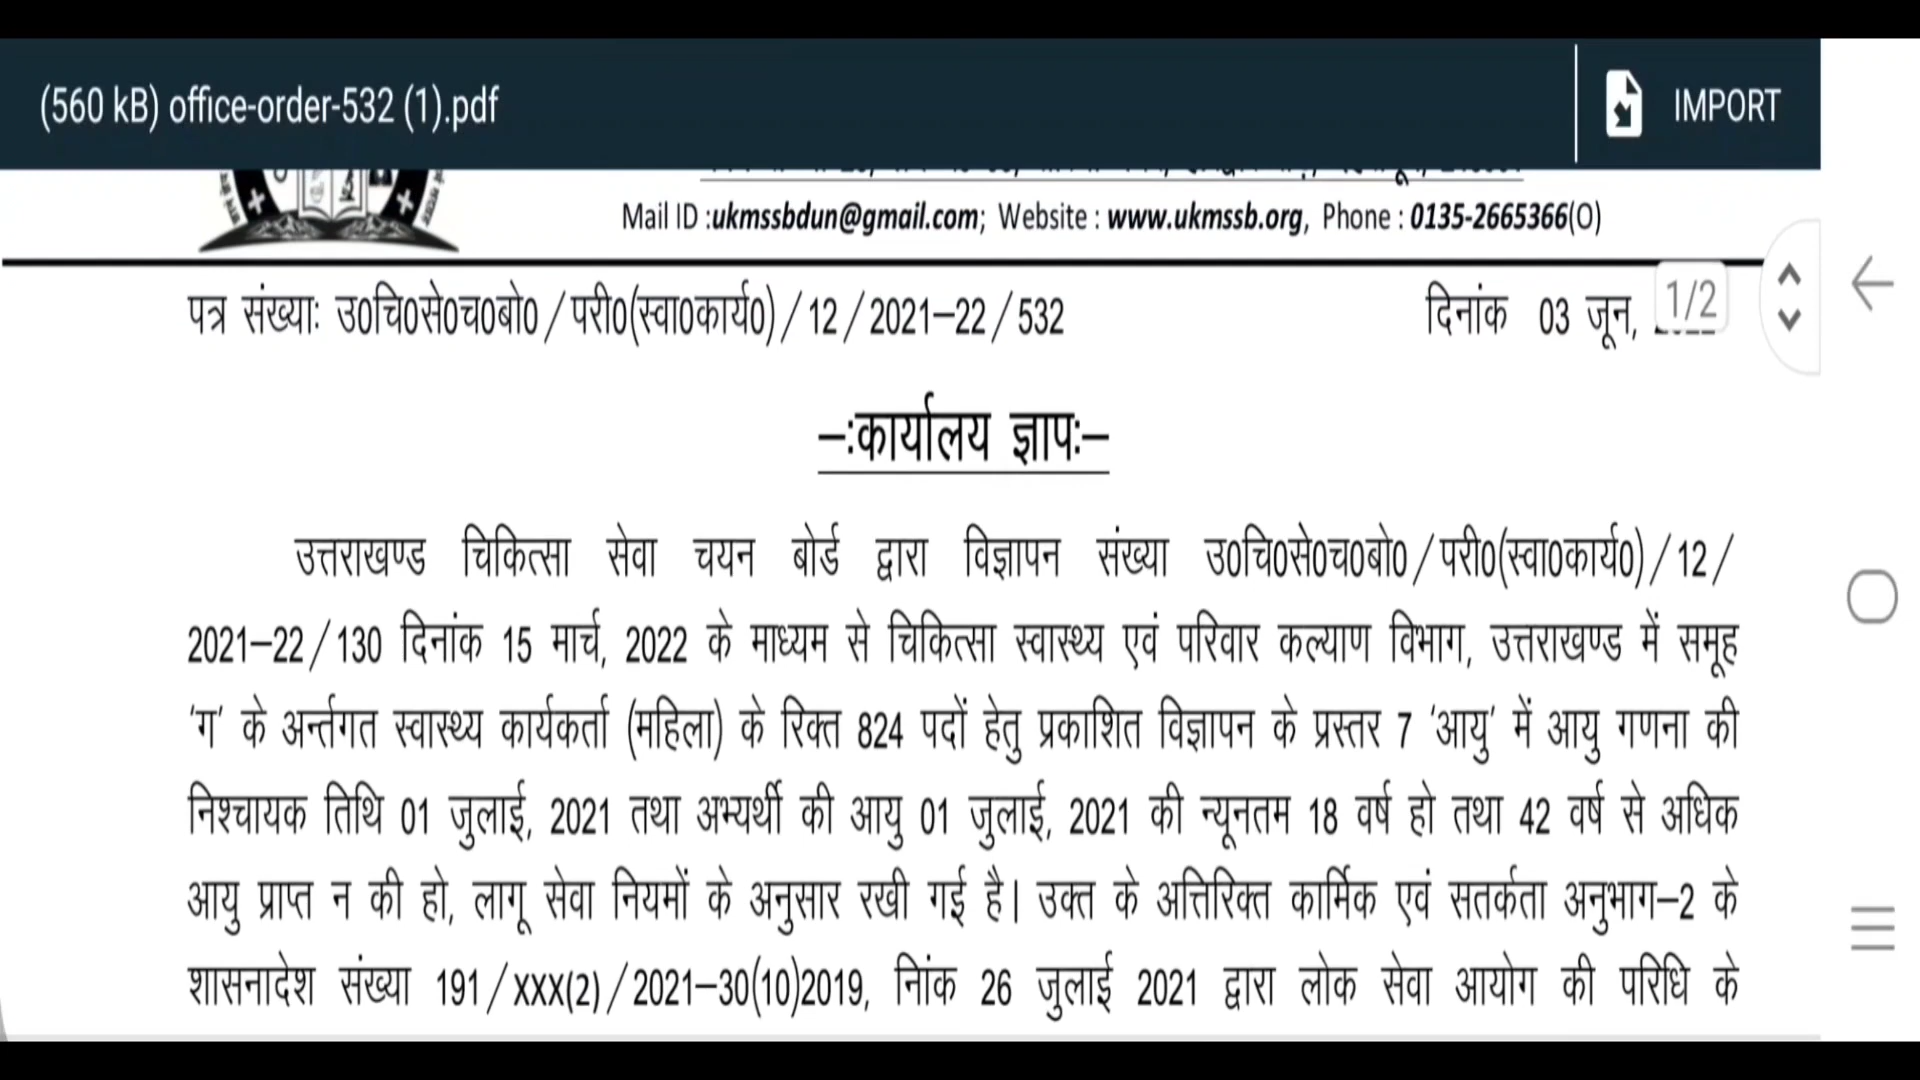 (560 kB) office-order-532 (1).pdf
IMPORT
Mail ID :ukmssbdun@gmail.com; Website : www.ukmssb.org, Phone : 0135-2665366(O)
पत्र संख्याः उ0चि0से0च0बो0/परी0(स्वा0कार्य0)/12/2021–22/532 दिनांक 03 जून,
1/2
–:कार्यालय ज्ञापः–
उत्तराखण्ड चिकित्सा सेवा चयन बोर्ड द्वारा विज्ञापन संख्या उ0चि0से0च0बो0/परी0(स्वा0कार्य0)/12/
2021–22/130 दिनांक 15 मार्च, 2022 के माध्यम से चिकित्सा स्वास्थ्य एवं परिवार कल्याण विभाग, उत्तराखण्ड में समूह
‘ग’ के अर्न्तगत स्वास्थ्य कार्यकर्ता (महिला) के रिक्त 824 पदों हेतु प्रकाशित विज्ञापन के प्रस्तर 7 ‘आयु’ में आयु गणना की
निश्चायक तिथि 01 जुलाई, 2021 तथा अभ्यर्थी की आयु 01 जुलाई, 2021 की न्यूनतम 18 वर्ष हो तथा 42 वर्ष से अधिक
आयु प्राप्त न की हो, लागू सेवा नियमों के अनुसार रखी गई है। उक्त के अत्तिरिक्त कार्मिक एवं सतर्कता अनुभाग–2 के
शासनादेश संख्या 191/XXX(2)/2021–30(10)2019, निांक 26 जुलाई 2021 द्वारा लोक सेवा आयोग की परिधि के